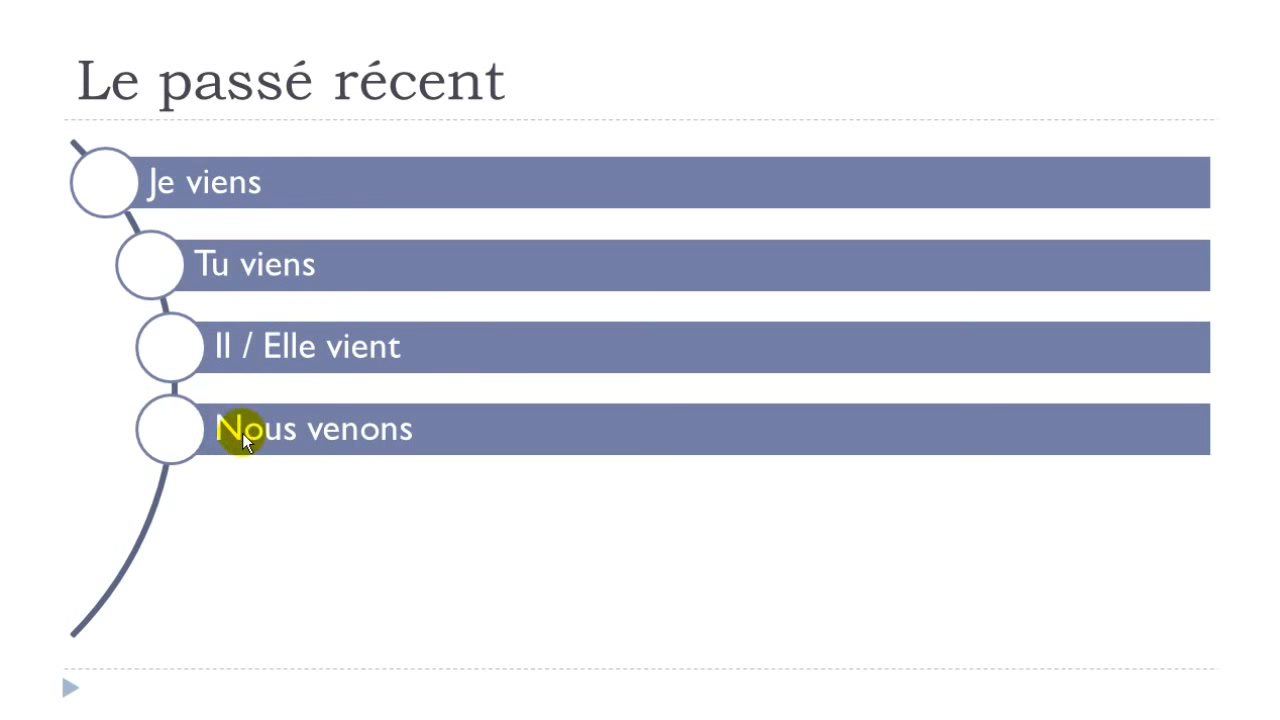 Le passé récent
Je viens
Tu viens
Il / Elle vient
Nous venons